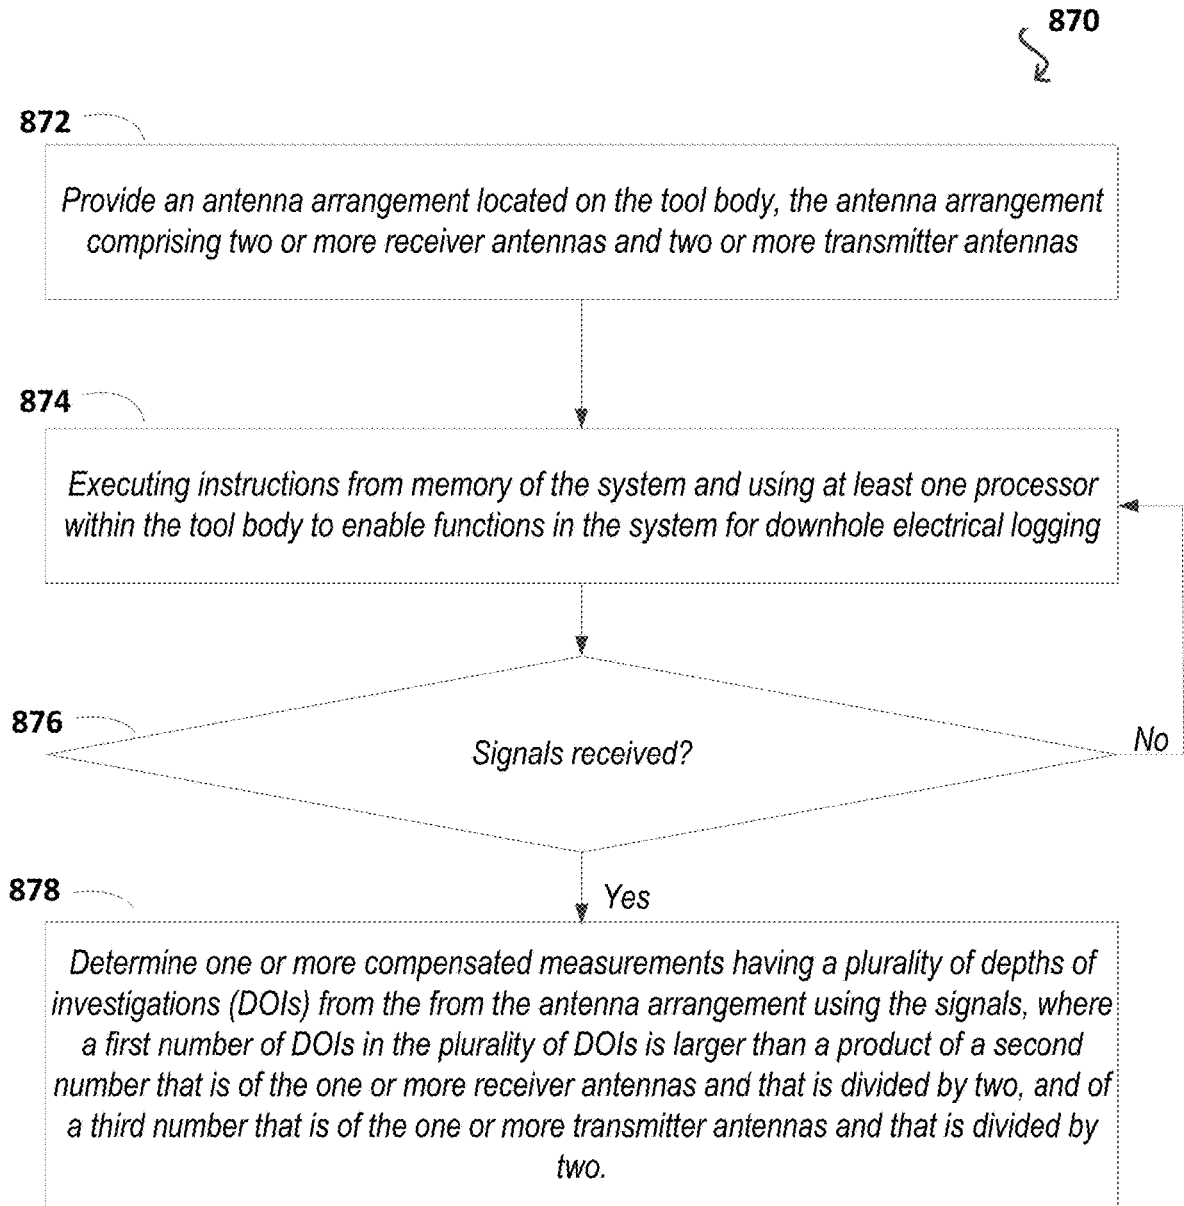 870
872
Provide an antenna arrangement located on the tool body, the antenna arrangement
comprising two or more receiver antennas and two or more transmitter antennas
874
Executing instructions from memory of the system and using at least one processor
within the tool body to enable functions in the system for downhole electrical logging
876
Signals received?
No
878
Yes
Determine one or more compensated measurements having a plurality of depths of
investigations (DOIs) from the from the antenna arrangement using the signals, where
a first number of DOIs in the plurality of DOIs is larger than a product of a second
number that is of the one or more receiver antennas and that is divided by two, and of
a third number that is of the one or more transmitter antennas and that is divided by
two.